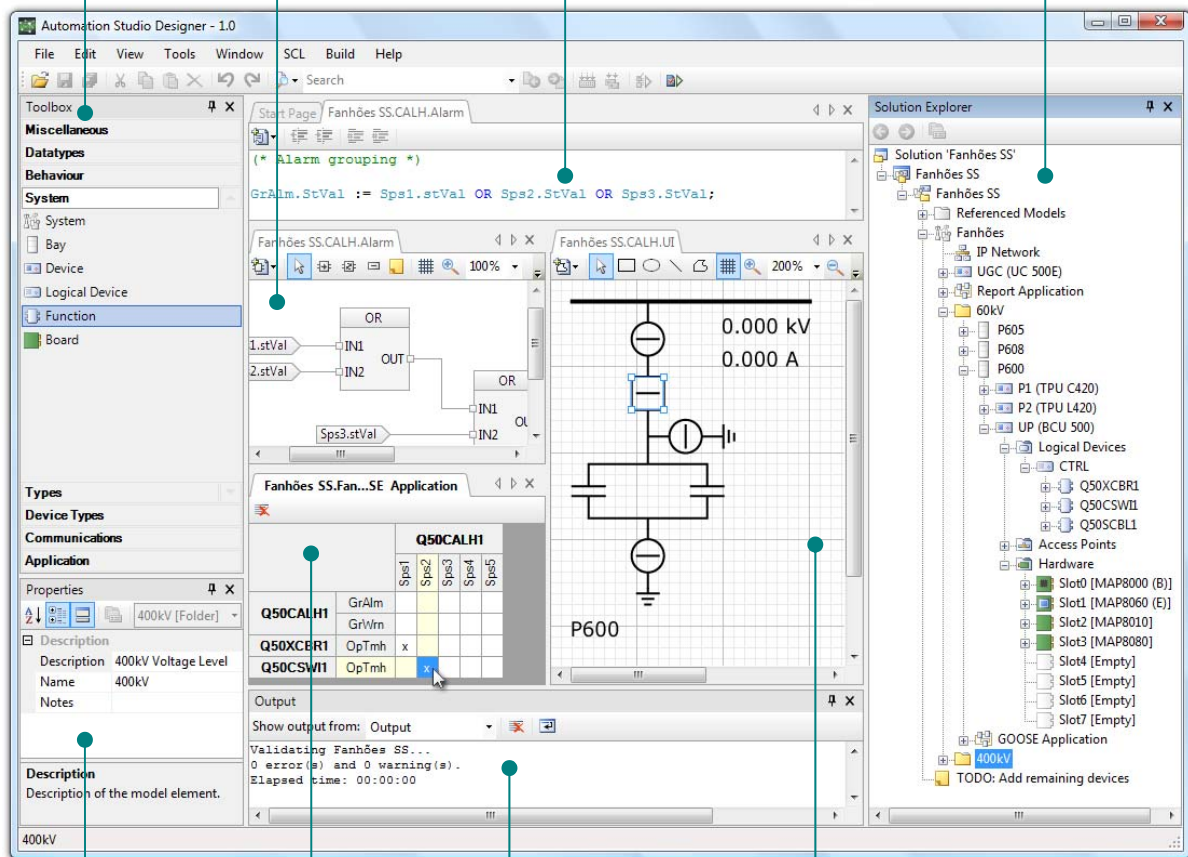 Automation Studio Designer - 1.0
File Edit View Tools Window SCL Build Help
Search
Toolbox
Miscellaneous
Datatypes
Behaviour
System
System
Bay
Device
Logical Device
Function
Board
Types
Device Types
Communications
Application
Properties
400kV [Folder]
Description
Description 400kV Voltage Level
Name 400kV
Notes
Description
Description of the model element.
400kV
Start Page Fanhões SS.CALH.Alarm
(* Alarm grouping *)
GrAlm.StVal := Sps1.stVal OR Sps2.StVal OR Sps3.StVal;
Fanhões SS.CALH.Alarm
100%
OR
1.stVal
IN1
OUT
2.stVal
IN2
OR
IN1
Sps3.stVal
IN2
Fanhões SS.CALH.UI
200%
0.000 kV
0.000 A
P600
Fanhões SS.Fan...SE Application
Q50CALH1
Sps1 Sps2 Sps3 Sps4 Sps5
Q50CALH1 GrAlm
GrWrn
Q50XCBR1 OpTmh x
Q50CSWI1 OpTmh x
Output
Show output from: Output
Validating Fanhões SS...
0 error(s) and 0 warning(s).
Elapsed time: 00:00:00
Solution Explorer
Solution 'Fanhões SS'
Fanhões SS
Fanhões SS
Referenced Models
Fanhões
IP Network
UGC (UC 500E)
Report Application
60kV
P605
P608
P600
P1 (TPU C420)
P2 (TPU L420)
UP (BCU 500)
Logical Devices
CTRL
Q50XCBR1
Q50CSWI1
Q50SCBL1
Access Points
Hardware
Slot0 [MAP8000 (B)]
Slot1 [MAP8060 (E)]
Slot2 [MAP8010]
Slot3 [MAP8080]
Slot4 [Empty]
Slot5 [Empty]
Slot6 [Empty]
Slot7 [Empty]
GOOSE Application
400kV
TODO: Add remaining devices